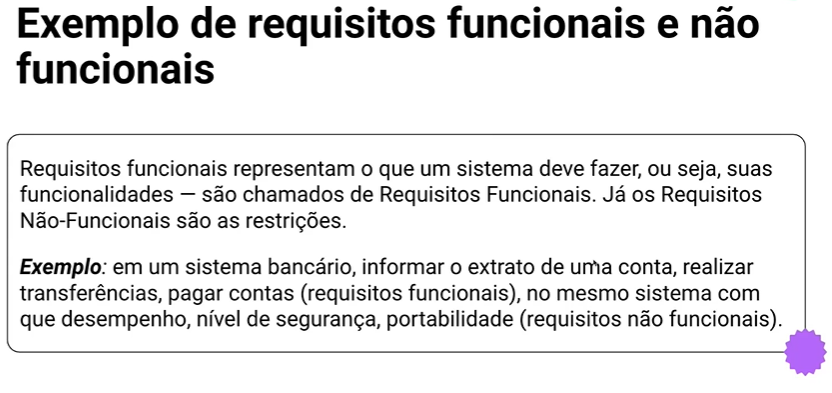 Exemplo de requisitos funcionais e não
funcionais
Requisitos funcionais representam o que um sistema deve fazer, ou seja, suas
funcionalidades — são chamados de Requisitos Funcionais. Já os Requisitos
Não-Funcionais são as restrições.
Exemplo: em um sistema bancário, informar o extrato de uma conta, realizar
transferências, pagar contas (requisitos funcionais), no mesmo sistema com
que desempenho, nível de segurança, portabilidade (requisitos não funcionais).